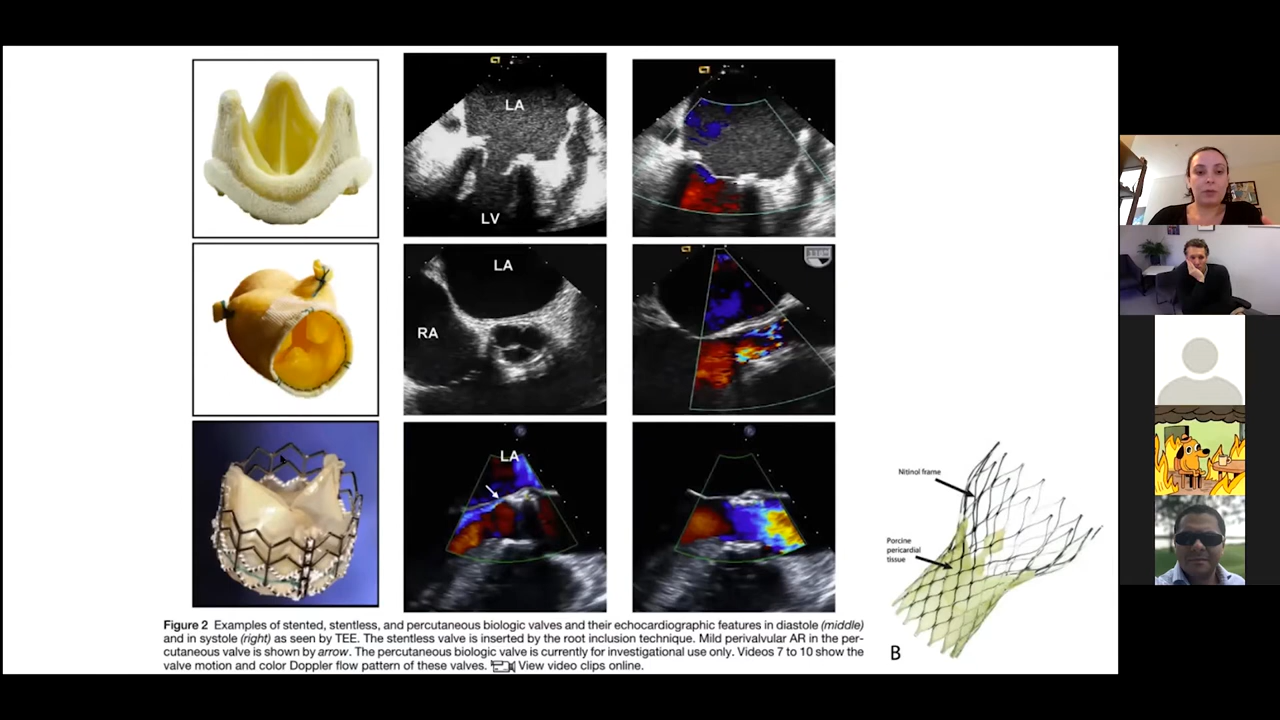 LA
LV
LA
RA
LA
Nitinol frame
Porcine
pericardial
tissue
B
Figure 2 Examples of stented, stentless, and percutaneous biologic valves and their echocardiographic features in diastole (middle)
and in systole (right) as seen by TEE. The stentless valve is inserted by the root inclusion technique. Mild perivalvular AR in the per-
cutaneous valve is shown by arrow. The percutaneous biologic valve is currently for investigational use only. Videos 7 to 10 show the
valve motion and color Doppler flow pattern of these valves. View video clips online.